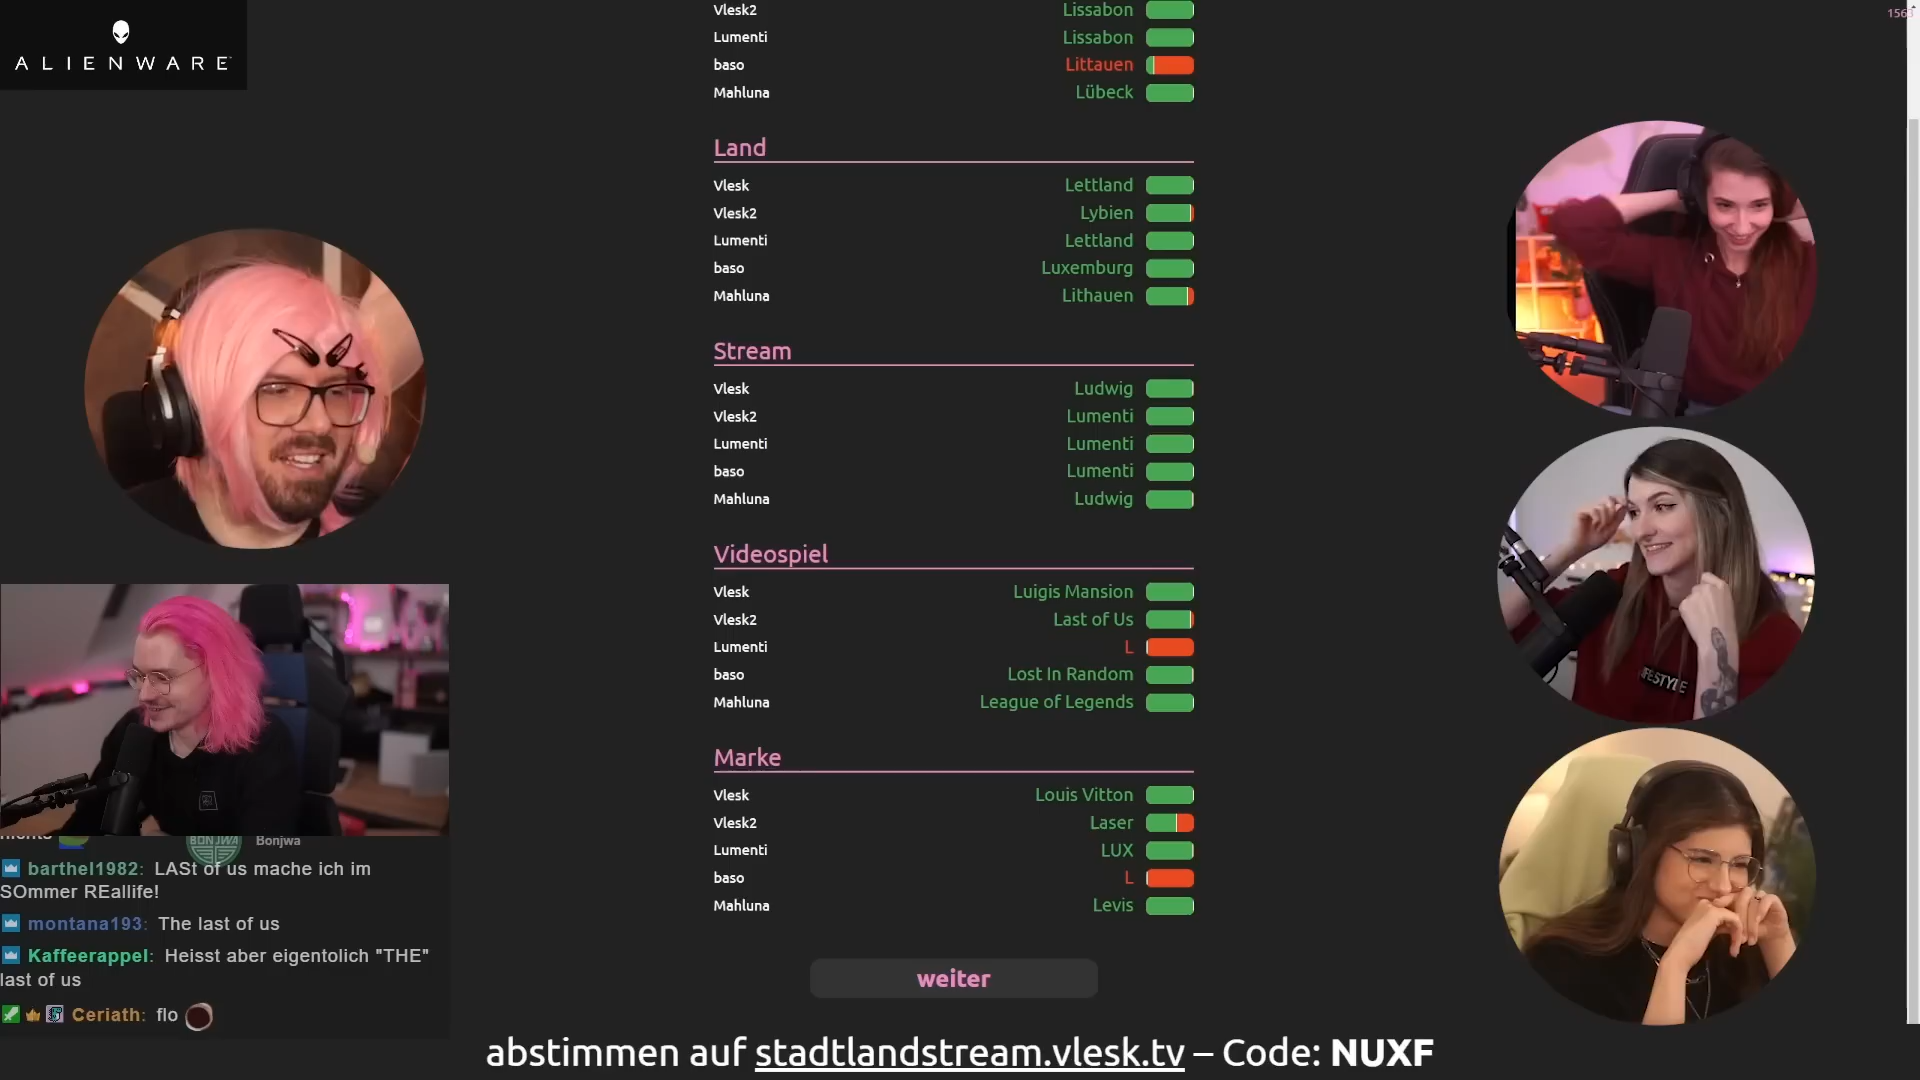 ALIENWARE
1563
Vlesk2 Lissabon
Lumenti Lissabon
baso Littauen
Mahluna Lübeck
Land
Vlesk Lettland
Vlesk2 Lybien
Lumenti Lettland
baso Luxemburg
Mahluna Lithauen
Stream
Vlesk Ludwig
Vlesk2 Lumenti
Lumenti Lumenti
baso Lumenti
Mahluna Ludwig
Videospiel
Vlesk Luigis Mansion
Vlesk2 Last of Us
Lumenti L
baso Lost In Random
Mahluna League of Legends
Marke
Vlesk Louis Vitton
Vlesk2 Laser
Lumenti LUX
baso L
Mahluna Levis
weiter
abstimmen auf stadtlandstream.vlesk.tv – Code: NUXF
BONJWA Bonjwa
barthel1982: LASt of us mache ich im
SOmmer REallife!
montana193: The last of us
Kaffeerappel: Heisst aber eigentolich "THE"
last of us
Ceriath: flo